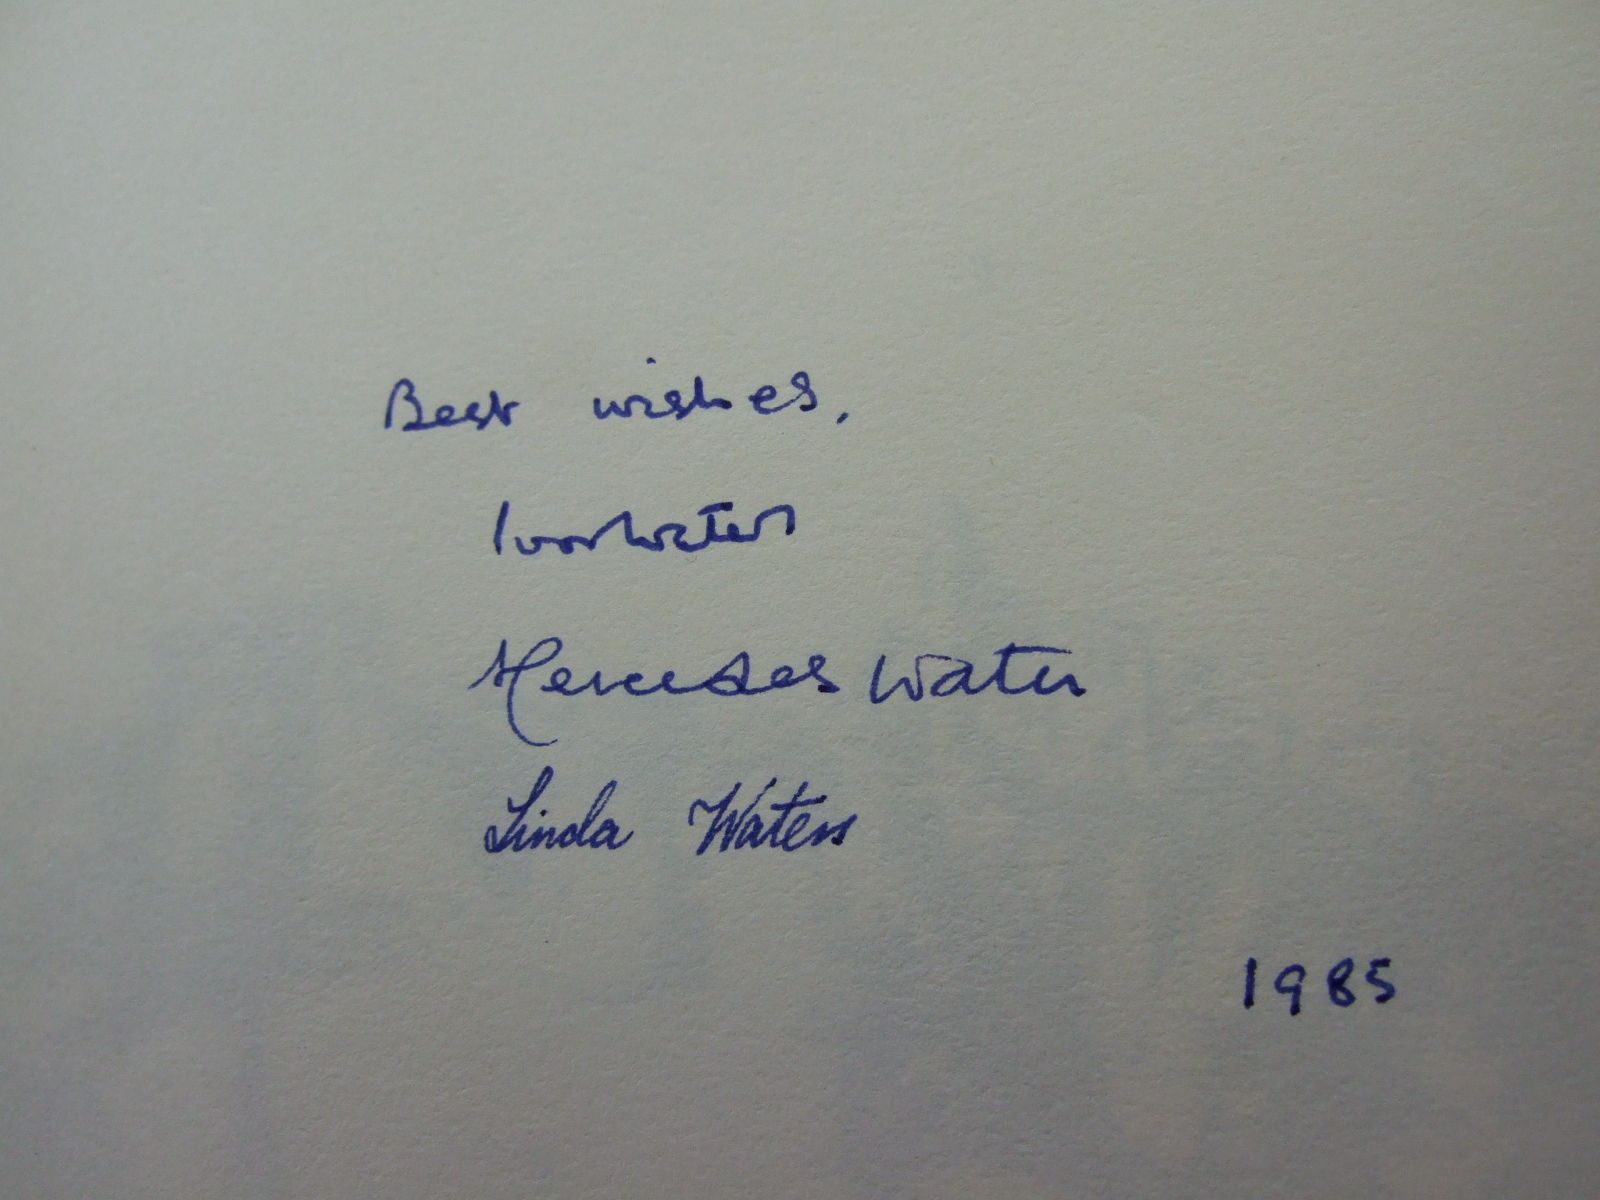 Best wishes,
Ivor Waters
Mercedes Waters
Linda Waters
1985